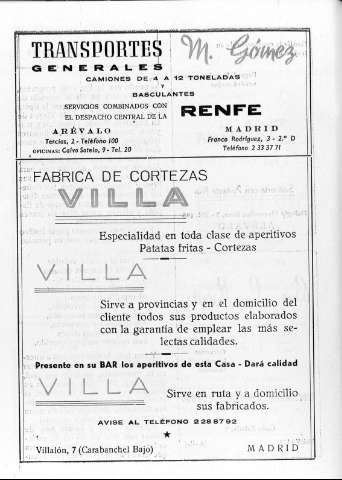 TRANSPORTES M. Gómez
GENERALES
CAMIONES DE 4 A 12 TONELADAS
Y
BASCULANTES
SERVICIOS COMBINADOS CON
EL DESPACHO CENTRAL DE LA RENFE
ARÉVALO
Tercias, 2 - Teléfono 100
OFICINAS: Calvo Sotelo, 9 - Tel. 20
MADRID
Franco Rodríguez, 3 - 2.º D
Teléfono 2 33 37 71
FABRICA DE CORTEZAS
VILLA
Especialidad en toda clase de aperitivos
Patatas fritas - Cortezas
VILLA
Sirve a provincias y en el domicilio del
cliente todos sus productos elaborados
con la garantía de emplear las más se-
lectas calidades.
Presente en su BAR los aperitivos de esta Casa - Dará calidad
VILLA
Sirve en ruta y a domicilio
sus fabricados.
AVISE AL TELÉFONO 2288792
Villalón, 7 (Carabanchel Bajo) MADRID